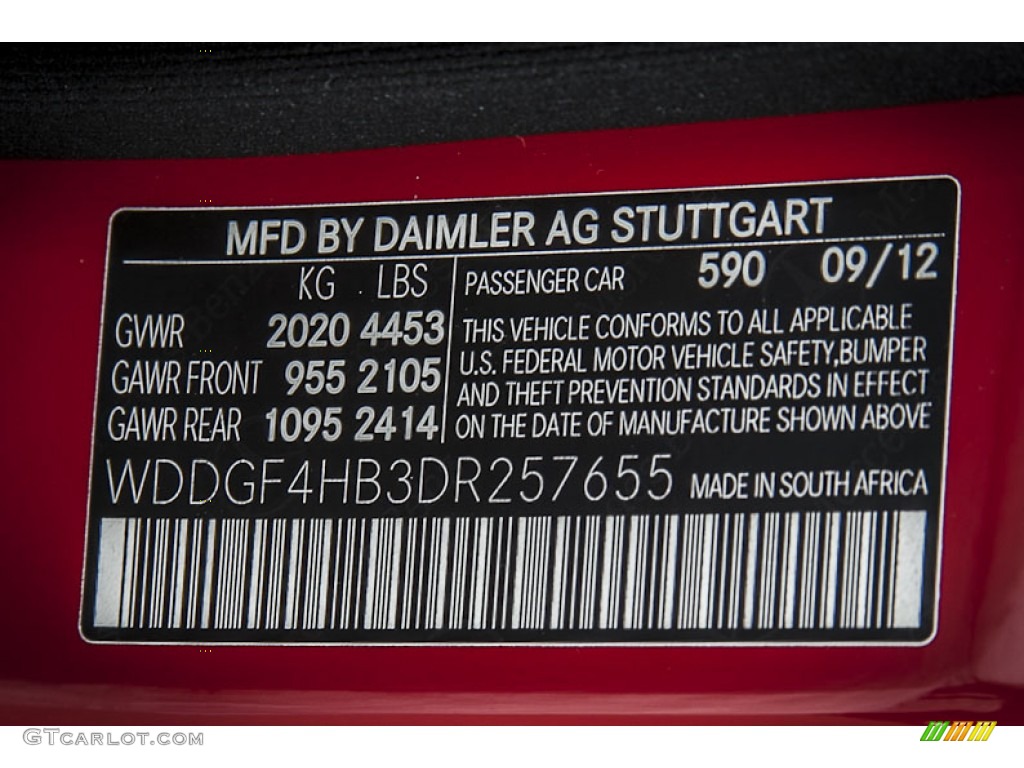 MFD BY DAIMLER AG STUTTGART
KG LBS PASSENGER CAR 590 09/12
GVWR 2020 4453
GAWR FRONT 955 2105
GAWR REAR 1095 2414
THIS VEHICLE CONFORMS TO ALL APPLICABLE
U.S. FEDERAL MOTOR VEHICLE SAFETY,BUMPER
AND THEFT PREVENTION STANDARDS IN EFFECT
ON THE DATE OF MANUFACTURE SHOWN ABOVE
WDDGF4HB3DR257655 MADE IN SOUTH AFRICA
GTCARLOT.COM